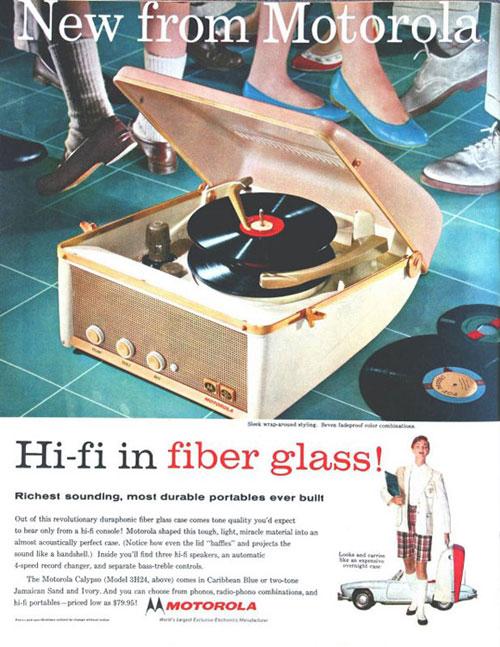 New from Motorola
MOTOROLA
Sleek wrap-around styling. Seven fadeproof color combinations.
Hi-fi in fiber glass!
Richest sounding, most durable portables ever built
Out of this revolutionary duraphonic fiber glass case comes tone quality you'd expect
to hear only from a hi-fi console! Motorola shaped this tough, light, miracle material into an
almost acoustically perfect case. (Notice how even the lid "baffles" and projects the
sound like a bandshell.) Inside you'll find three hi-fi speakers, an automatic
4-speed record changer, and separate bass-treble controls.
The Motorola Calypso (Model 3H24, above) comes in Caribbean Blue or two-tone
Jamaican Sand and Ivory. And you can choose from phonos, radio-phono combinations, and
hi-fi portables—priced low as $79.95!
MOTOROLA
World's Largest Exclusive Electronics Manufacturer
Looks and carries
like an expensive
overnight case